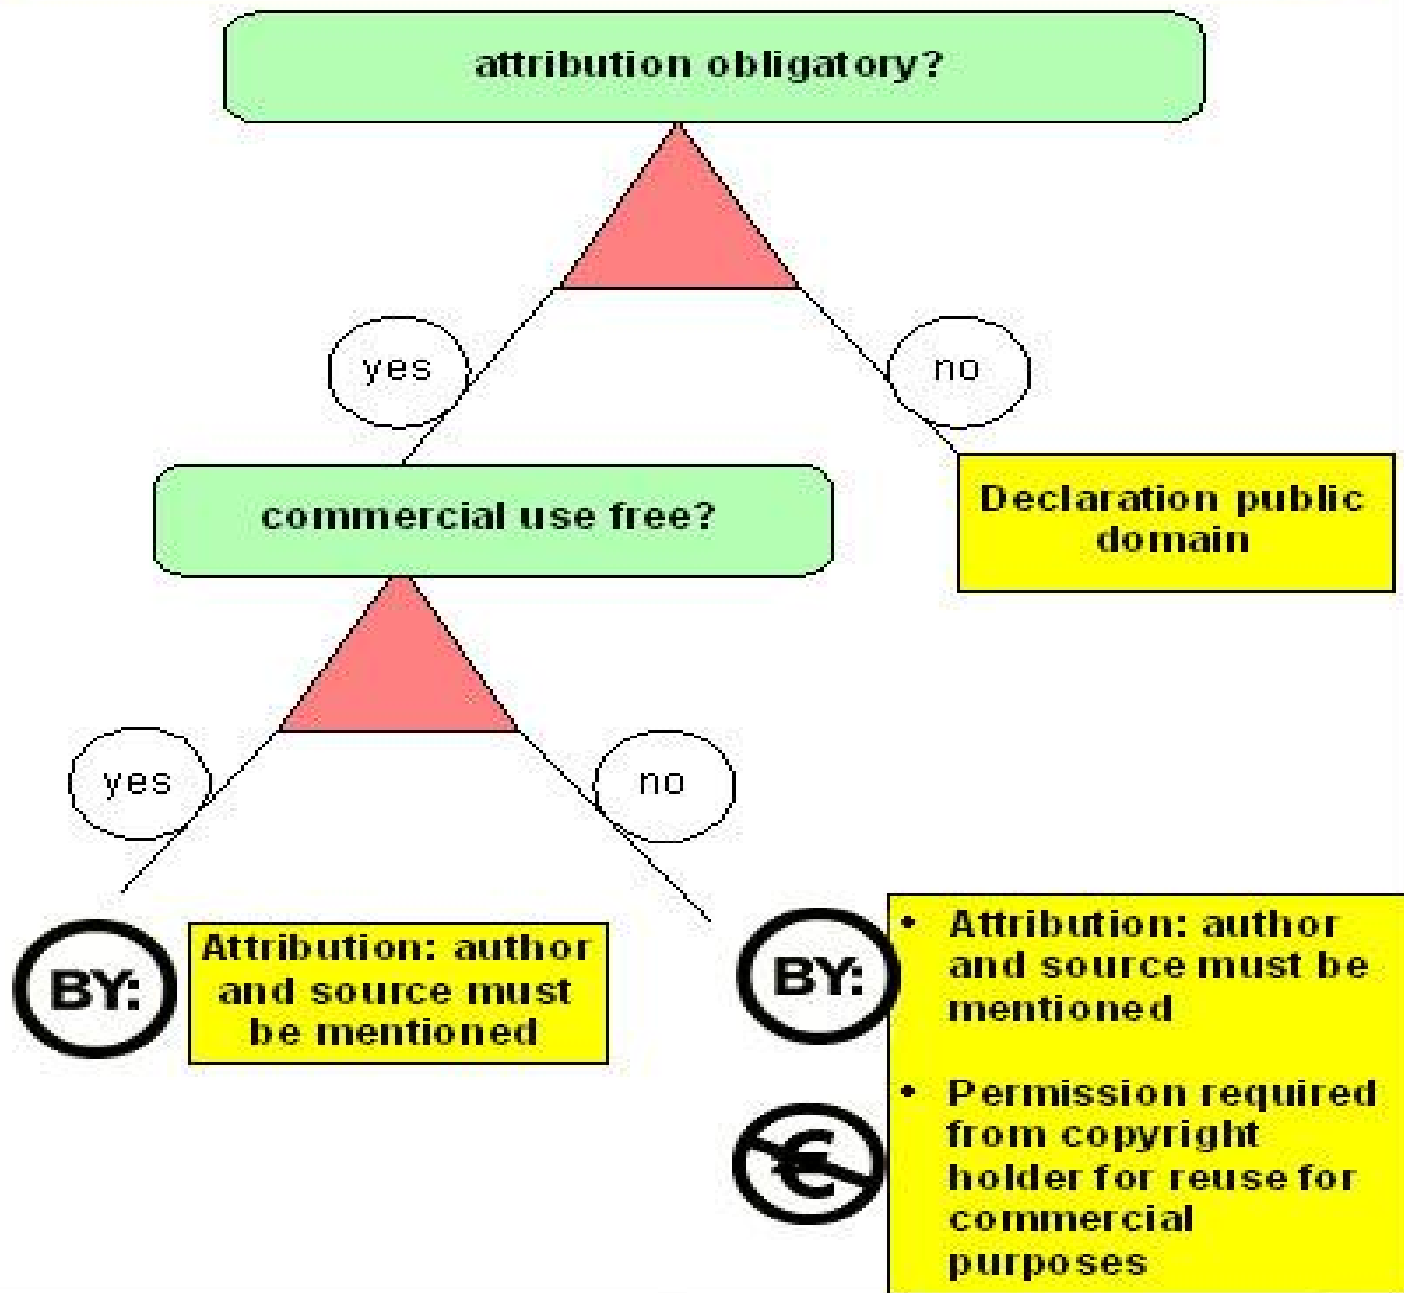 attribution obligatory?
yes
no
commercial use free?
Declaration public
domain
yes
no
BY:
Attribution: author
and source must
be mentioned
BY:
• Attribution: author
and source must be
mentioned
€
• Permission required
from copyright
holder for reuse for
commercial
purposes